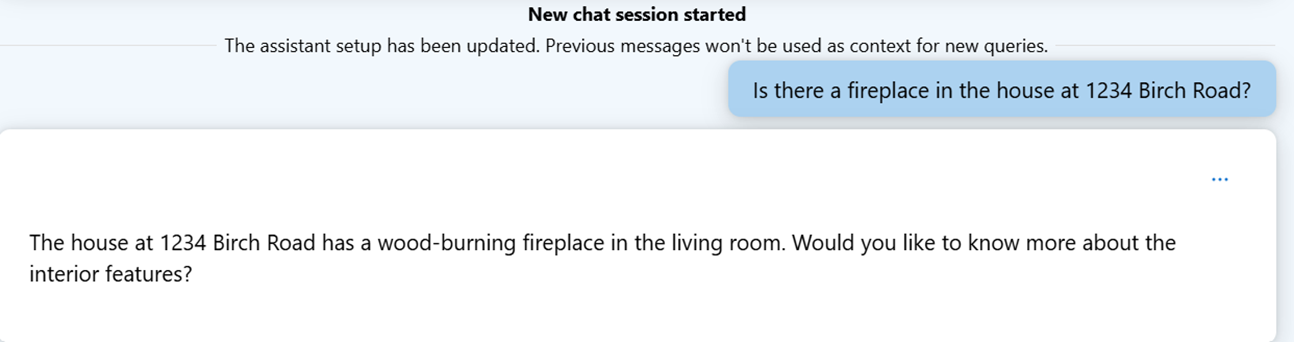 New chat session started
The assistant setup has been updated. Previous messages won't be used as context for new queries.
Is there a fireplace in the house at 1234 Birch Road?
...
The house at 1234 Birch Road has a wood-burning fireplace in the living room. Would you like to know more about the
interior features?